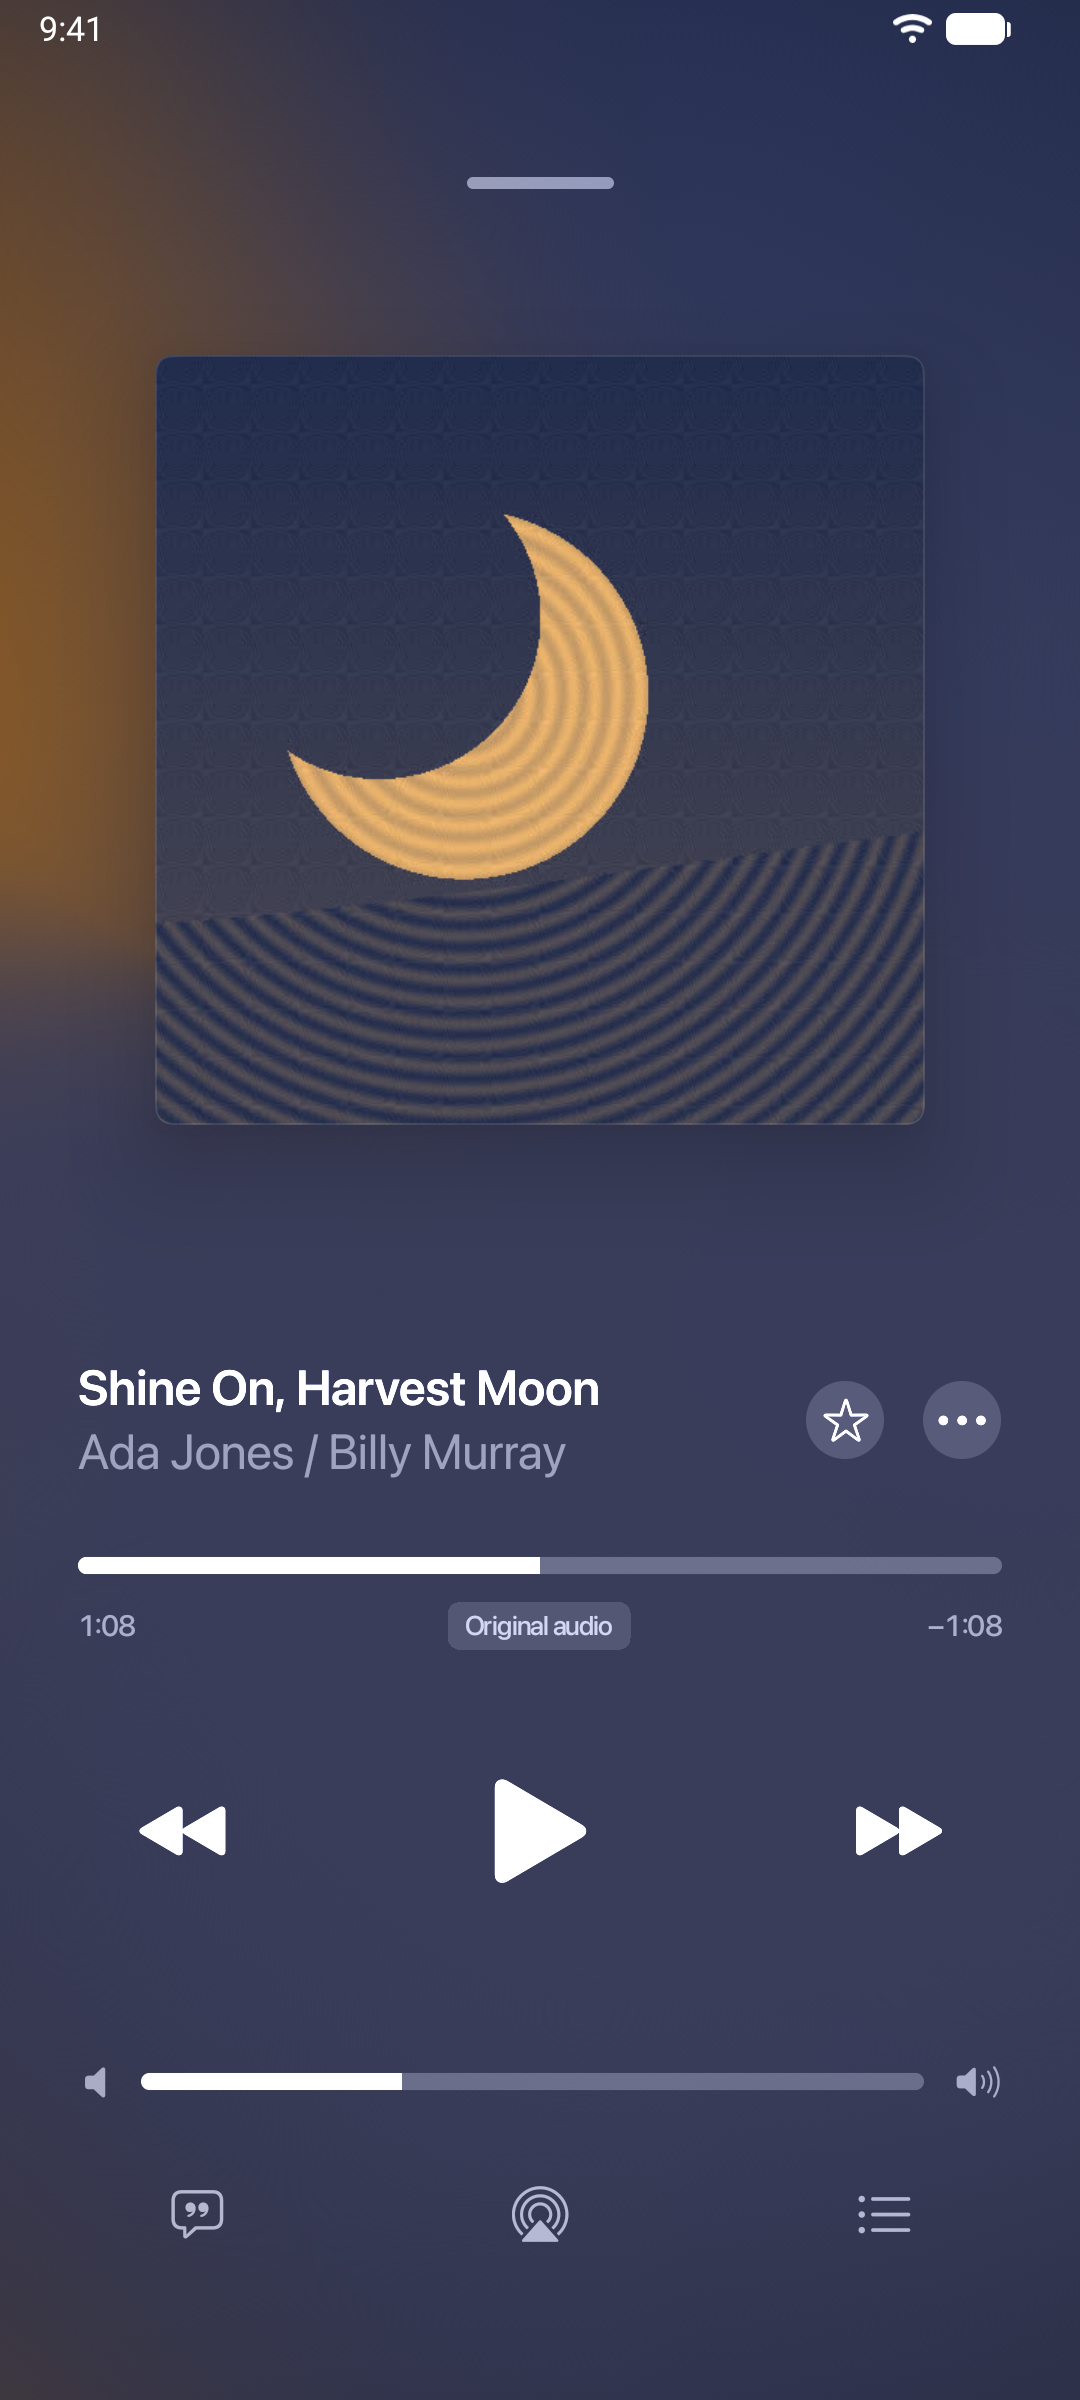 9:41
Shine On, Harvest Moon
Ada Jones / Billy Murray
1:08
Original audio
–1:08